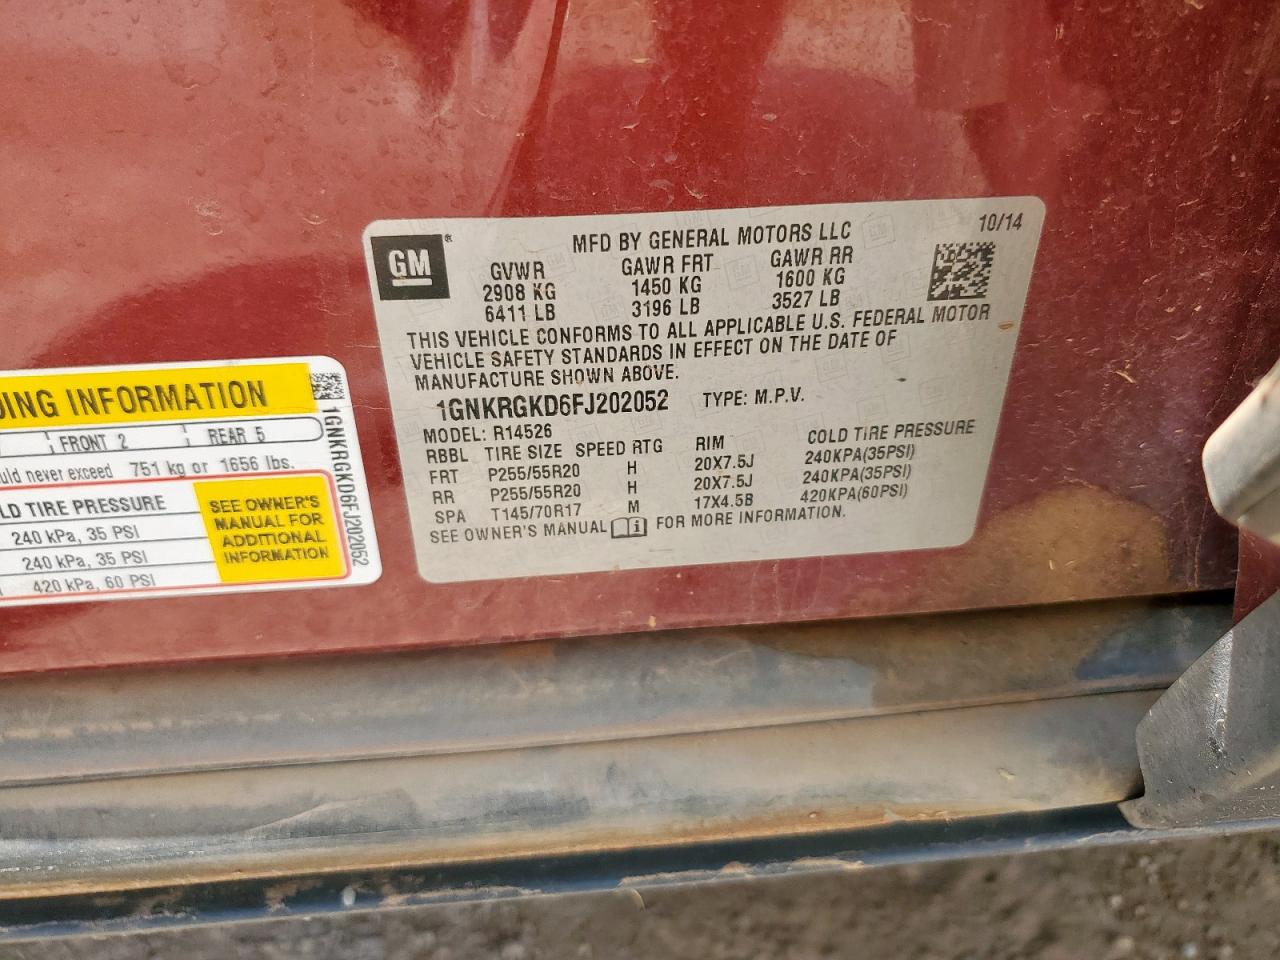 GM
®
MFD BY GENERAL MOTORS LLC
10/14
GVWR GAWR FRT GAWR RR
2908 KG 1450 KG 1600 KG
6411 LB 3196 LB 3527 LB
THIS VEHICLE CONFORMS TO ALL APPLICABLE U.S. FEDERAL MOTOR
VEHICLE SAFETY STANDARDS IN EFFECT ON THE DATE OF
MANUFACTURE SHOWN ABOVE.
1GNKRGKD6FJ202052 TYPE: M.P.V.
MODEL: R14526
RBBL TIRE SIZE SPEED RTG RIM COLD TIRE PRESSURE
FRT P255/55R20 H 20X7.5J 240KPA(35PSI)
RR P255/55R20 H 20X7.5J 240KPA(35PSI)
SPA T145/70R17 M 17X4.5B 420KPA(60PSI)
SEE OWNER'S MANUAL FOR MORE INFORMATION.
DING INFORMATION
FRONT 2 REAR 5
ould never exceed 751 kg or 1656 lbs.
LD TIRE PRESSURE
240 kPa, 35 PSI
240 kPa, 35 PSI
420 kPa, 60 PSI
SEE OWNER'S
MANUAL FOR
ADDITIONAL
INFORMATION
1GNKRGKD6FJ202052